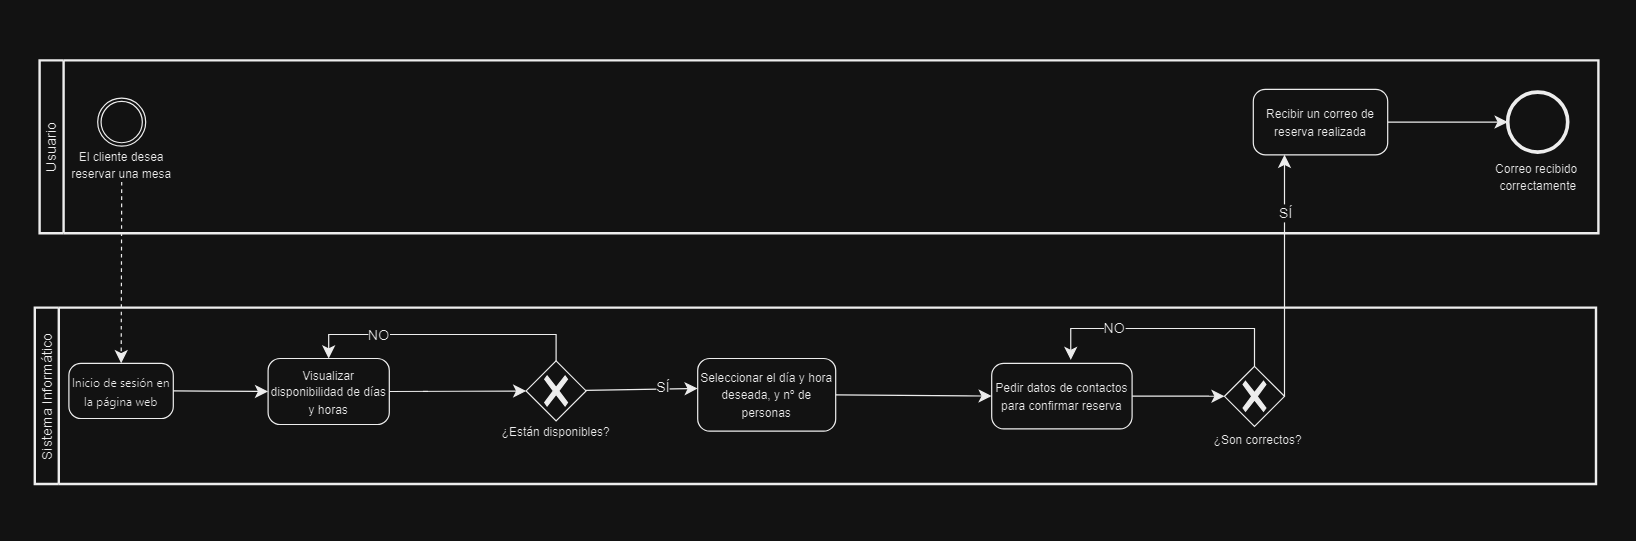 Usuario
El cliente desea
reservar una mesa
Recibir un correo de
reserva realizada
Correo recibido
correctamente
SÍ
Sistema Informático
Inicio de sesión en
la página web
NO
Visualizar
disponibilidad de días
y horas
¿Están disponibles?
SÍ
Seleccionar el día y hora
deseada, y nº de
personas
NO
Pedir datos de contactos
para confirmar reserva
¿Son correctos?